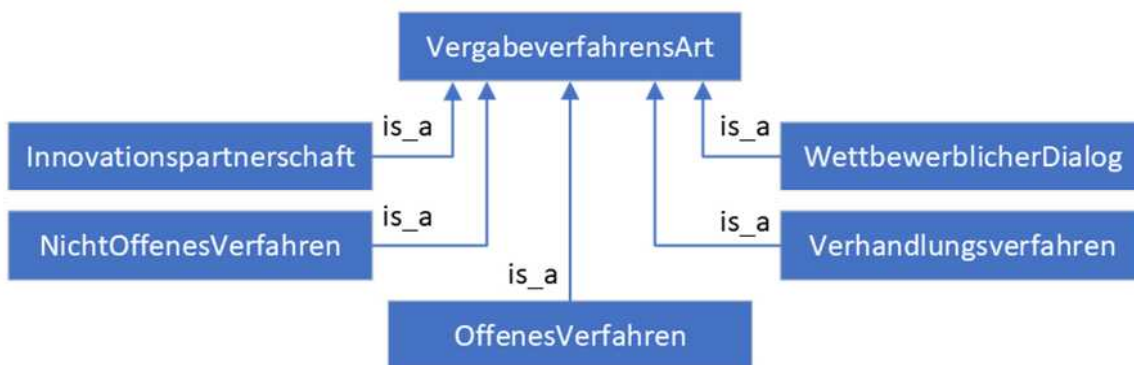 VergabeverfahrensArt
is_a
is_a
Innovationspartnerschaft
WettbewerblicherDialog
is_a
is_a
NichtOffenesVerfahren
Verhandlungsverfahren
is_a
OffenesVerfahren